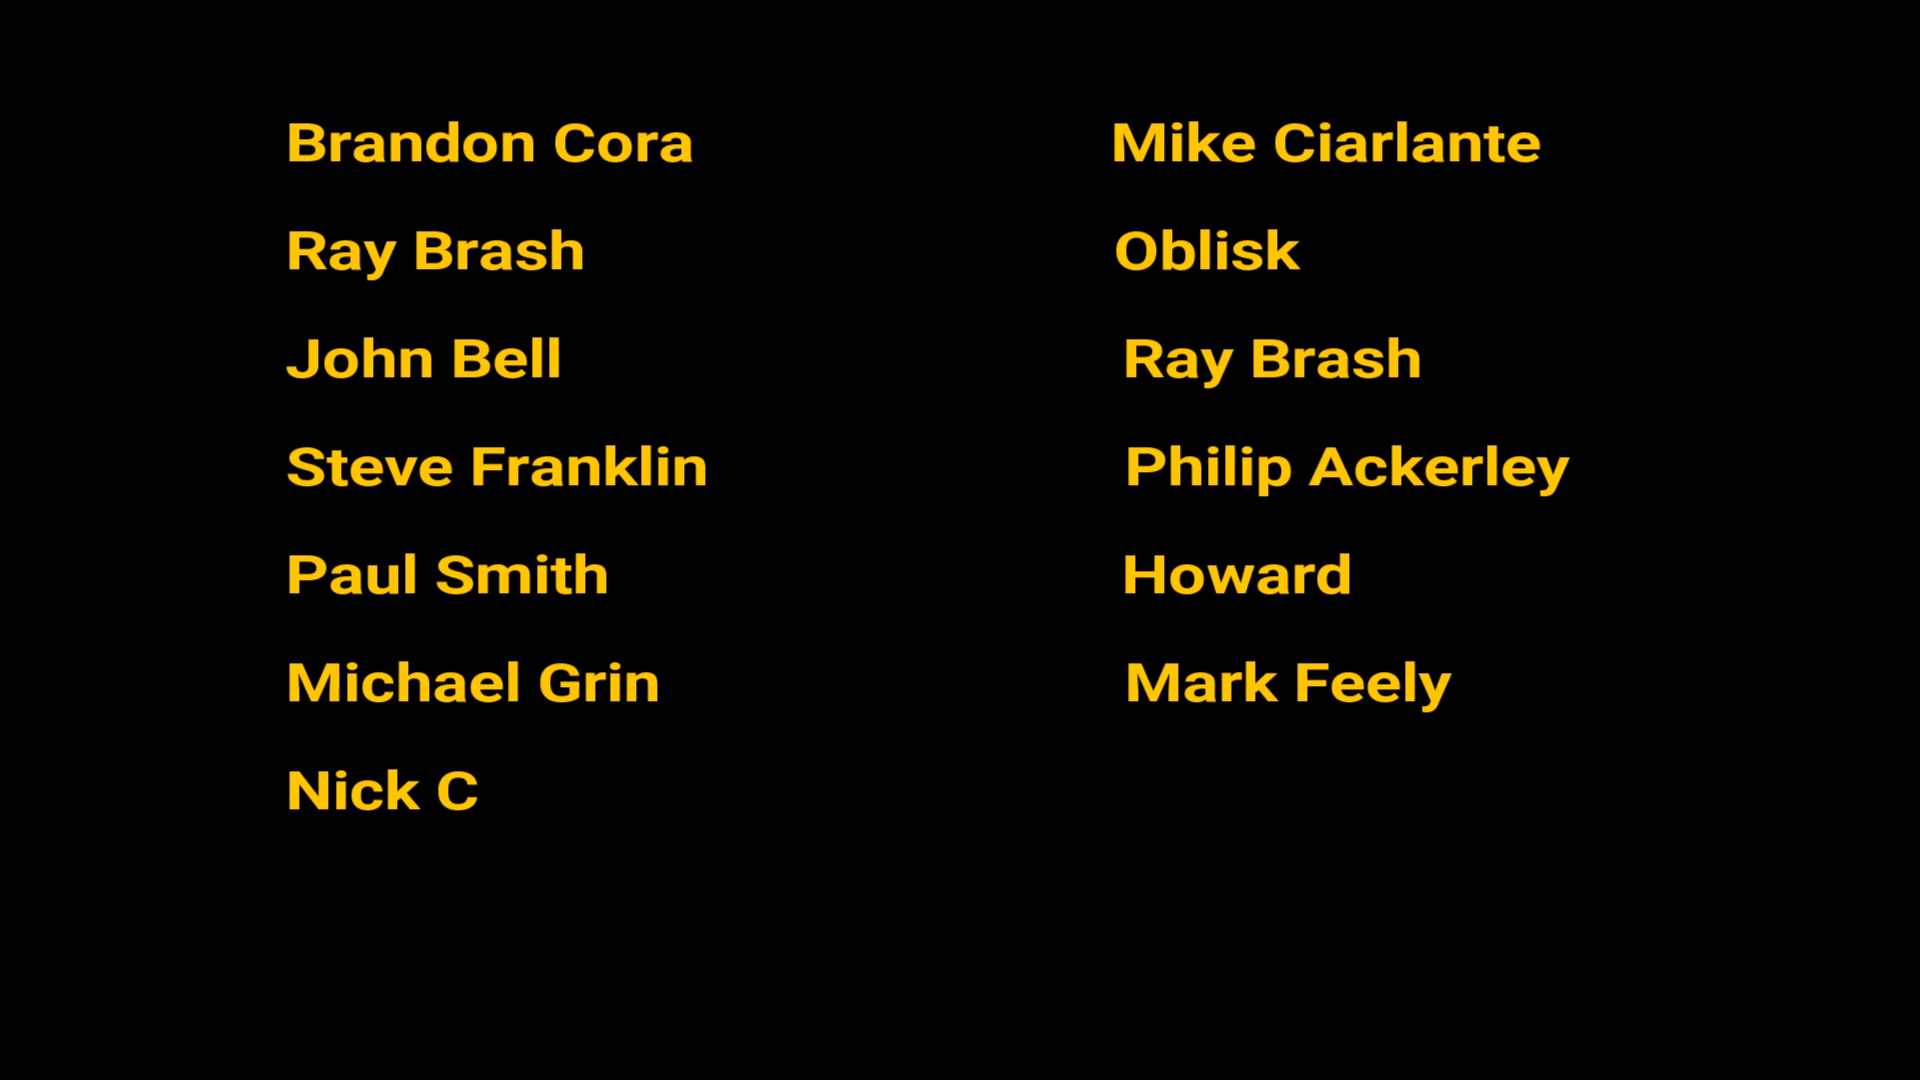 Brandon Cora
Ray Brash
John Bell
Steve Franklin
Paul Smith
Michael Grin
Nick C
Mike Ciarlante
Oblisk
Ray Brash
Philip Ackerley
Howard
Mark Feely